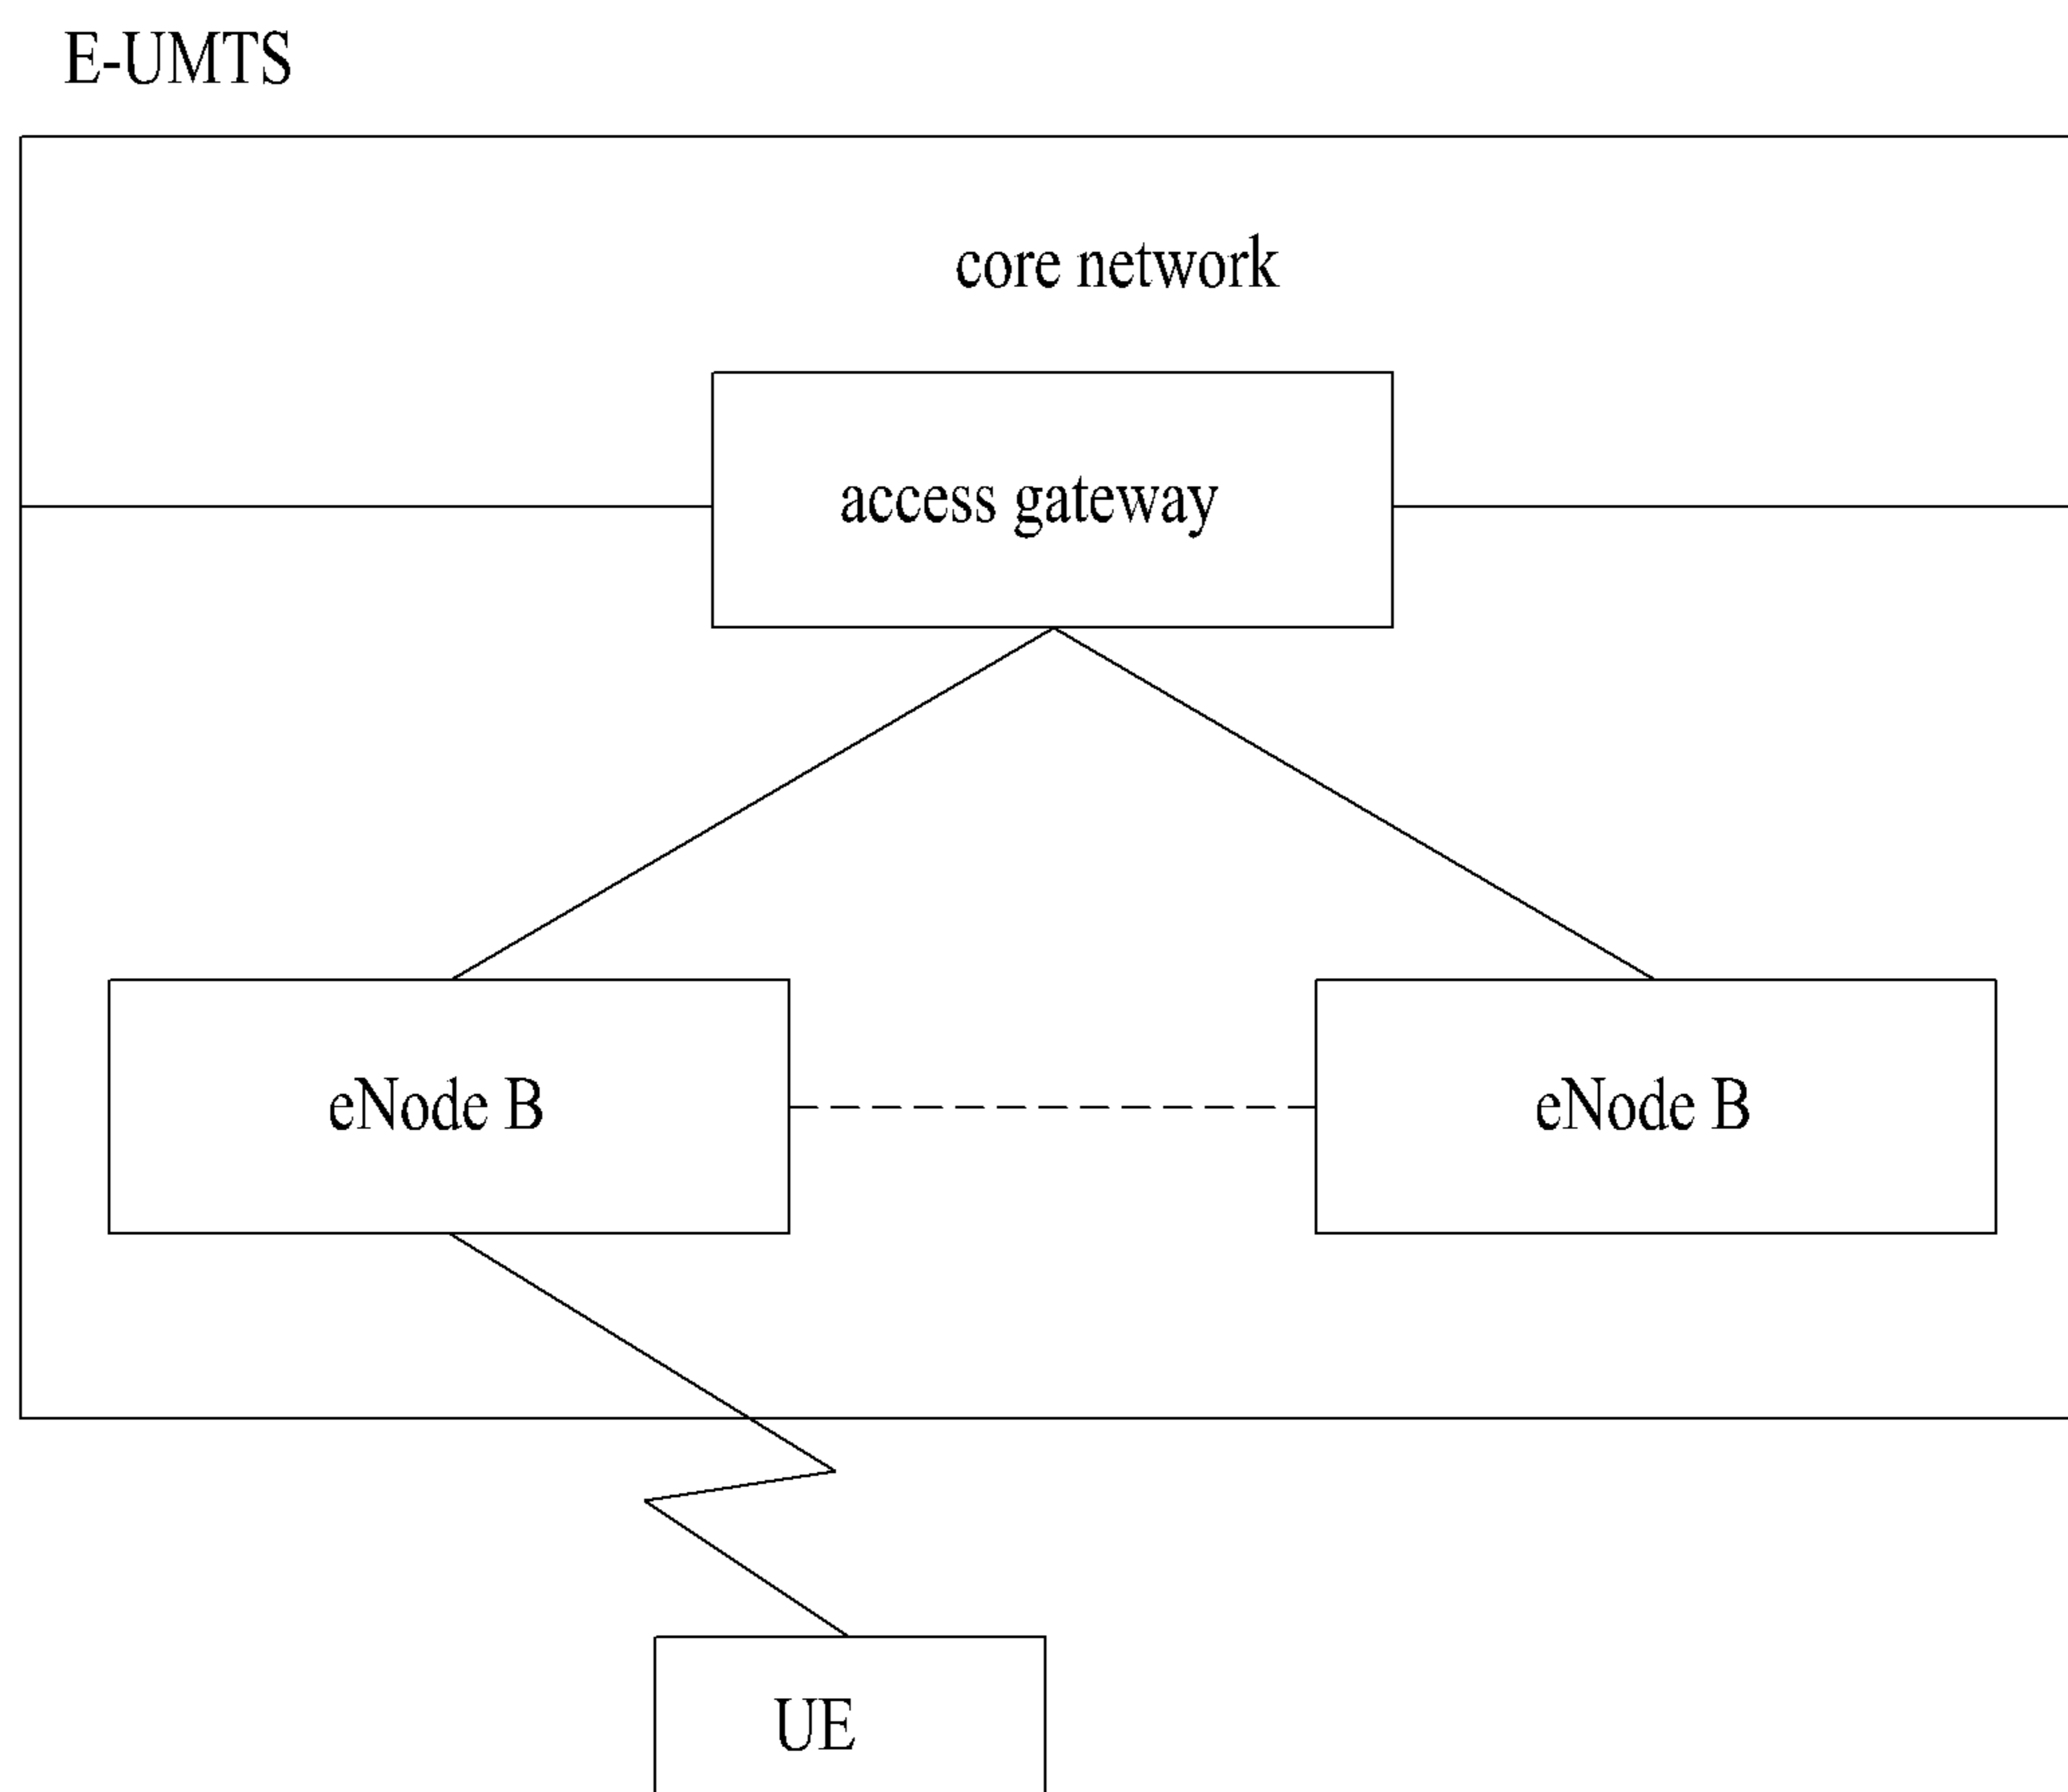 E-UMTS
core network
access gateway
eNode B
eNode B
UE